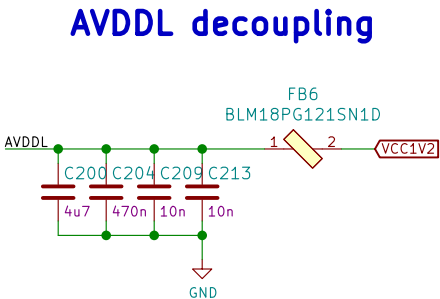 AVDDL decoupling
FB6
BLM18PG121SN1D
AVDDL
1
2
VCC1V2
C200
C204
C209
C213
4u7
470n
10n
10n
GND